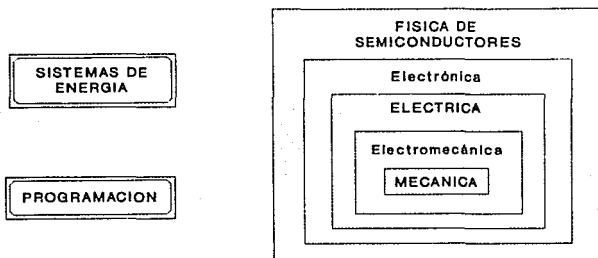 SISTEMAS DE
ENERGIA
PROGRAMACION
FISICA DE
SEMICONDUCTORES
Electrónica
ELECTRICA
Electromecánica
MECANICA